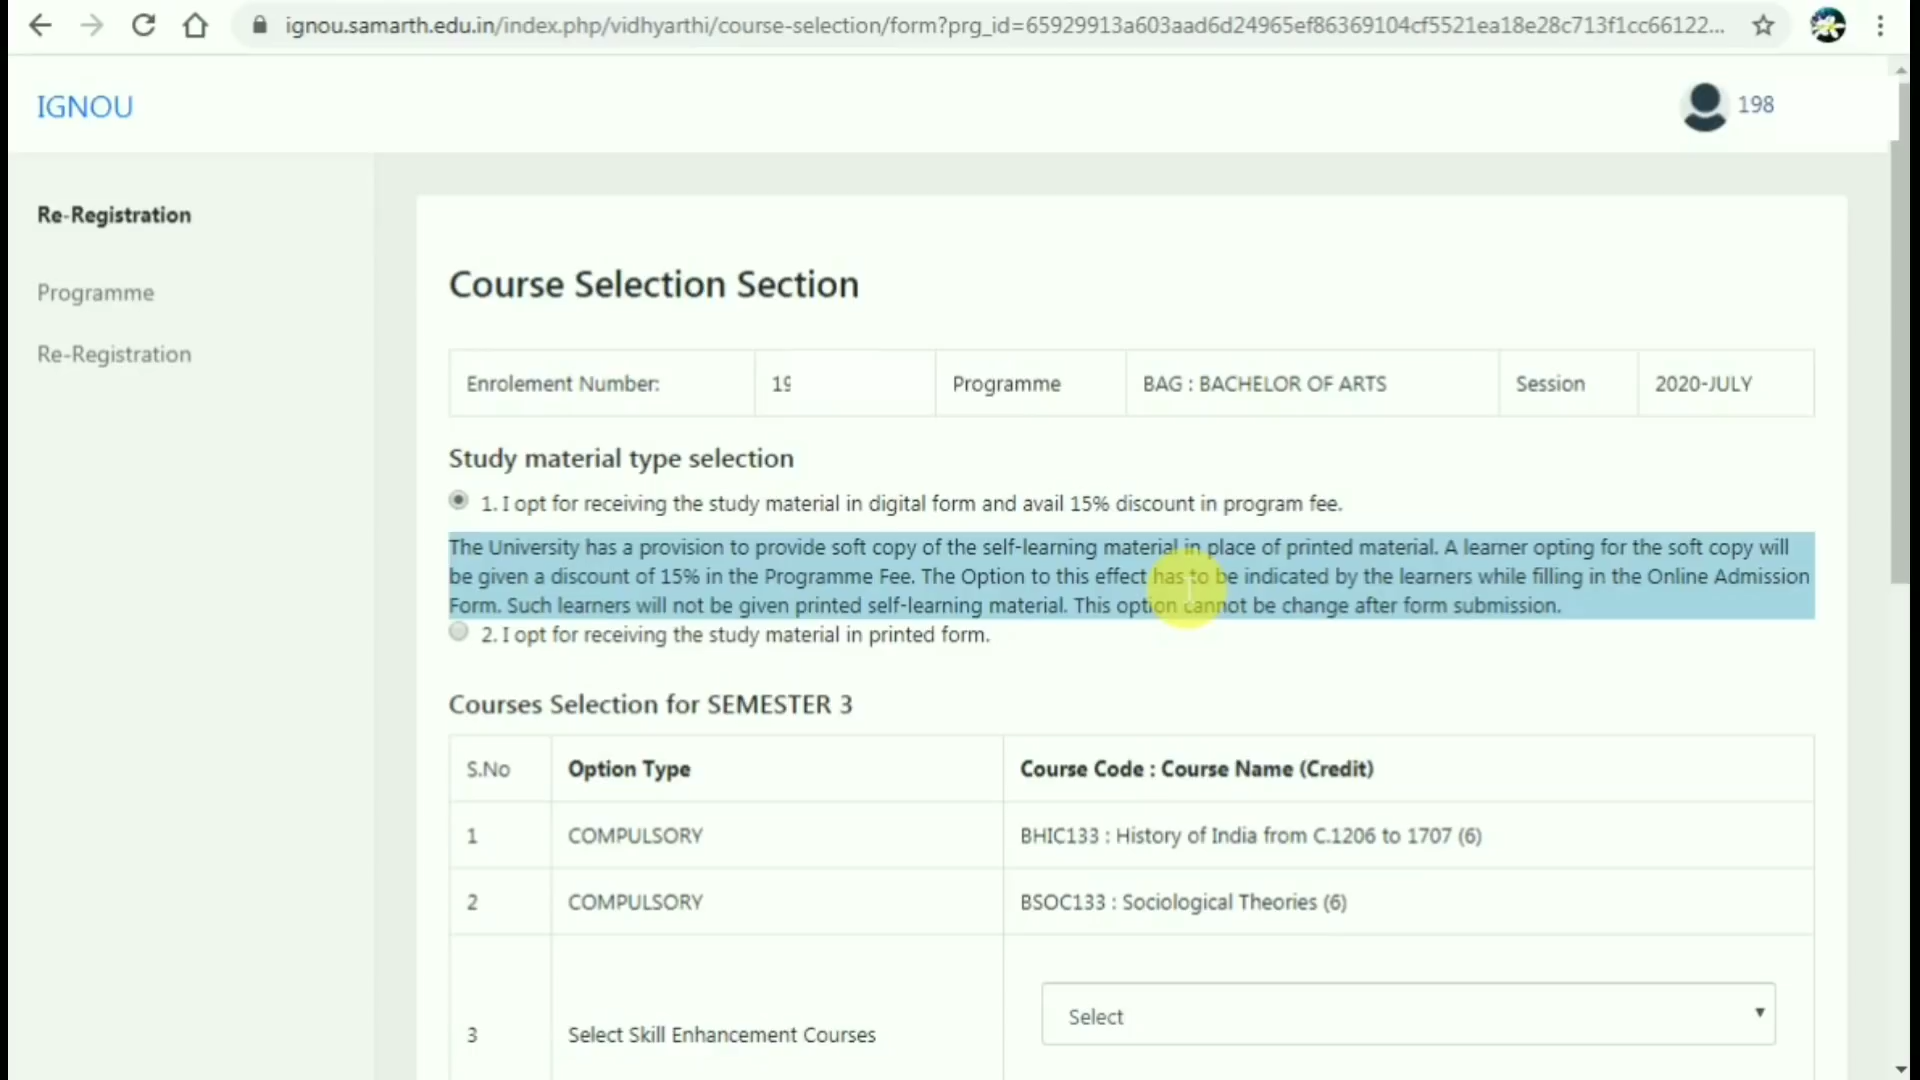 ignou.samarth.edu.in/index.php/vidhyarthi/course-selection/form?prg_id=65929913a603aad6d24965ef86369104cf5521ea18e28c713f1cc66122...
IGNOU
198
Re-Registration
Programme
Re-Registration
Course Selection Section
Enrolement Number: 19 Programme BAG : BACHELOR OF ARTS Session 2020-JULY
Study material type selection
1. I opt for receiving the study material in digital form and avail 15% discount in program fee.
The University has a provision to provide soft copy of the self-learning material in place of printed material. A learner opting for the soft copy will
be given a discount of 15% in the Programme Fee. The Option to this effect has to be indicated by the learners while filling in the Online Admission
Form. Such learners will not be given printed self-learning material. This option cannot be change after form submission.
2. I opt for receiving the study material in printed form.
Courses Selection for SEMESTER 3
S.No Option Type Course Code : Course Name (Credit)
1 COMPULSORY BHIC133 : History of India from C.1206 to 1707 (6)
2 COMPULSORY BSOC133 : Sociological Theories (6)
3 Select Skill Enhancement Courses Select